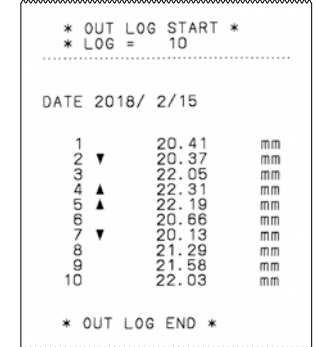 * OUT LOG START *
* LOG = 10
DATE 2018/ 2/15
1 20.41 mm
2 ▼ 20.37 mm
3 22.05 mm
4 ▲ 22.31 mm
5 ▲ 22.19 mm
6 20.66 mm
7 ▼ 20.13 mm
8 21.29 mm
9 21.58 mm
10 22.03 mm
* OUT LOG END *